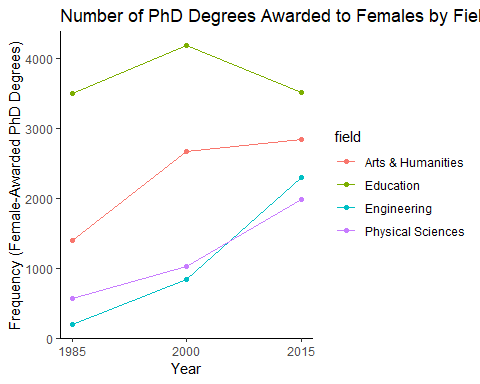 Number of PhD Degrees Awarded to Females by Fiel
Frequency (Female-Awarded PhD Degrees)
4000
3000
2000
1000
0
1985
2000
2015
Year
field
Arts & Humanities
Education
Engineering
Physical Sciences